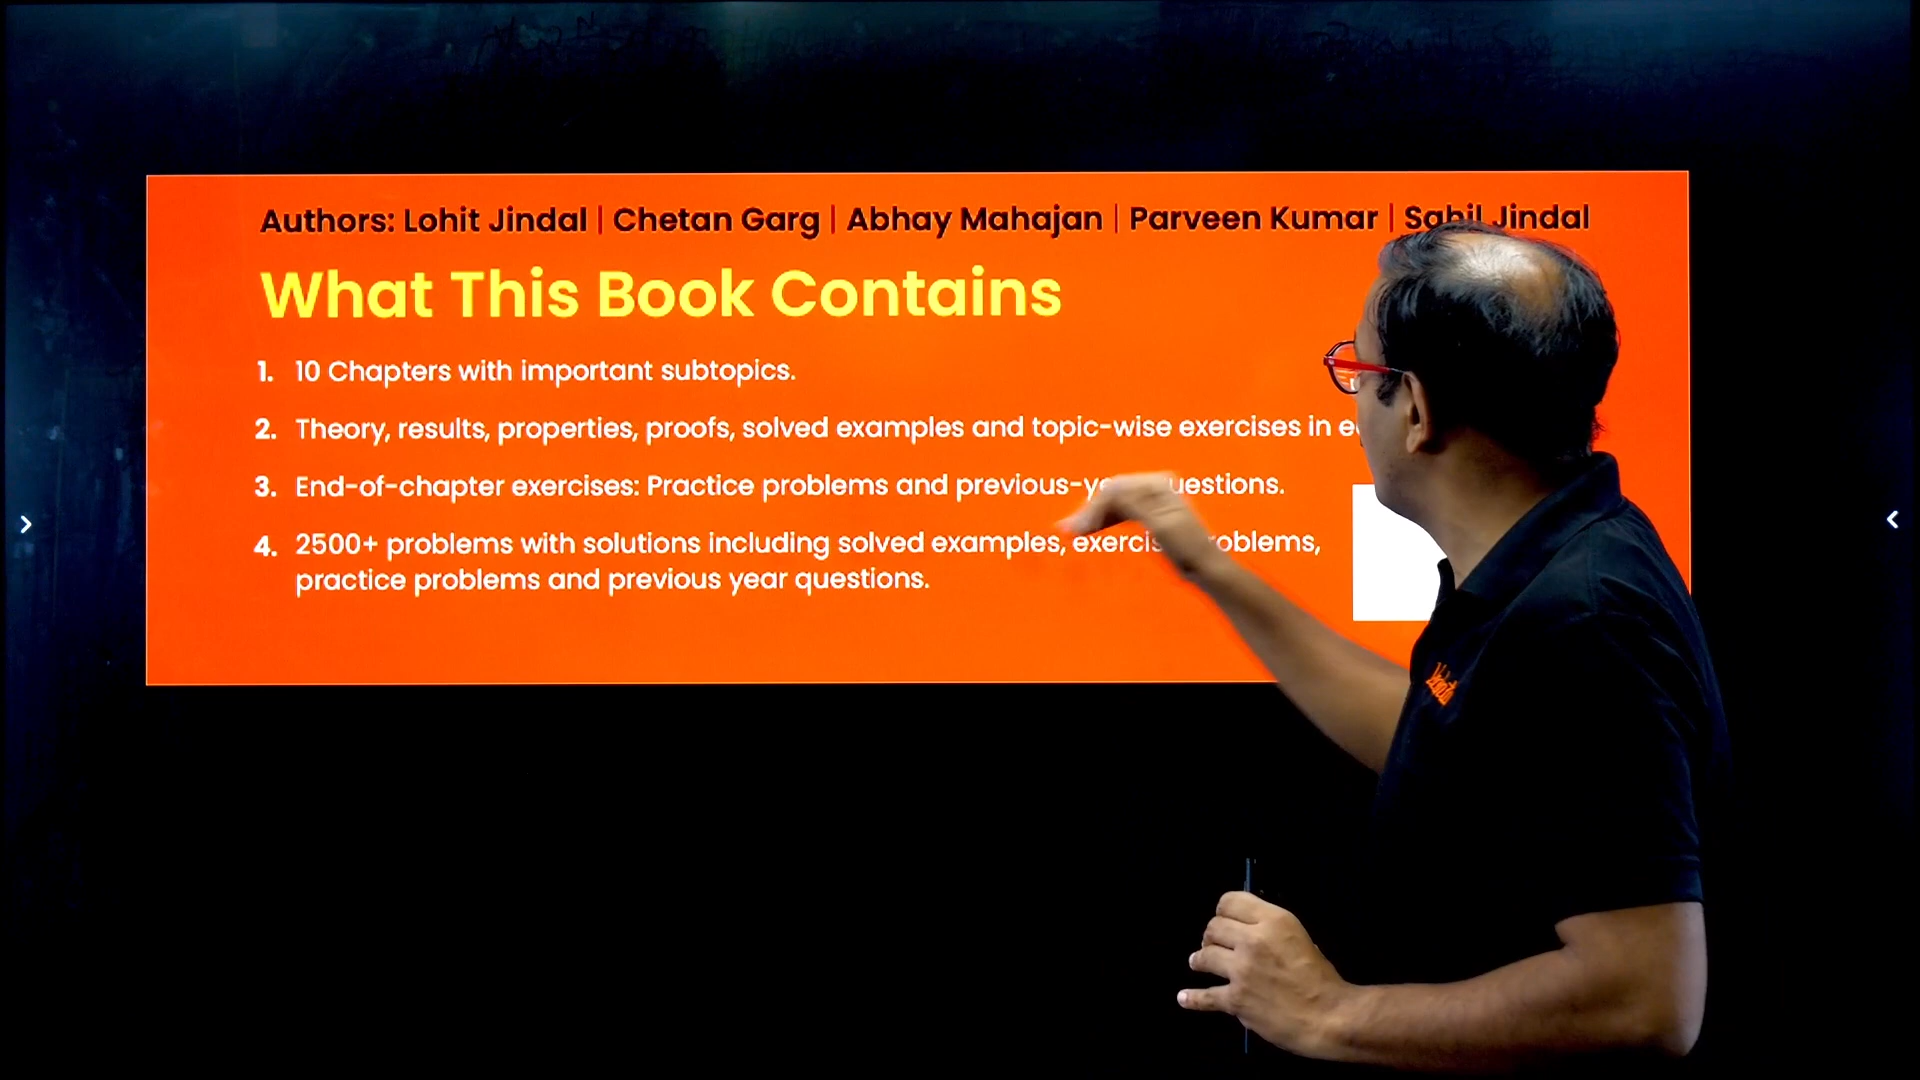 Authors: Lohit Jindal | Chetan Garg | Abhay Mahajan | Parveen Kumar | Sahil Jindal
What This Book Contains
1. 10 Chapters with important subtopics.
2. Theory, results, properties, proofs, solved examples and topic-wise exercises in
3. End-of-chapter exercises: Practice problems and
4. 2500+ problems with solutions including solved examples,
practice problems and previous year questions.